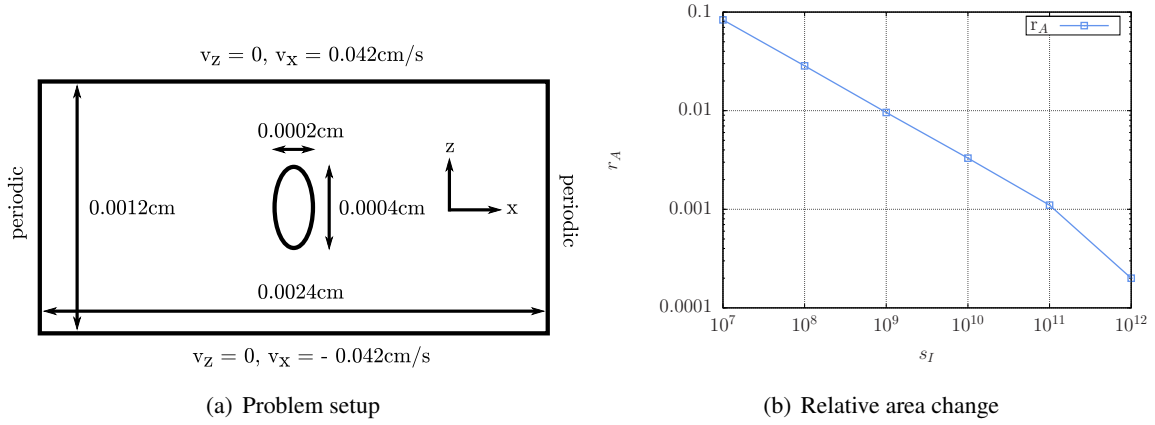 v_z = 0, v_x = 0.042cm/s
0.0002cm
z
periodic
0.0012cm
0.0004cm
x
periodic
0.0024cm
v_z = 0, v_x = - 0.042cm/s
(a) Problem setup
0.1
r_A
0.01
r_A
0.001
0.0001
10^7 10^8 10^9 10^10 10^11 10^12
s_I
(b) Relative area change